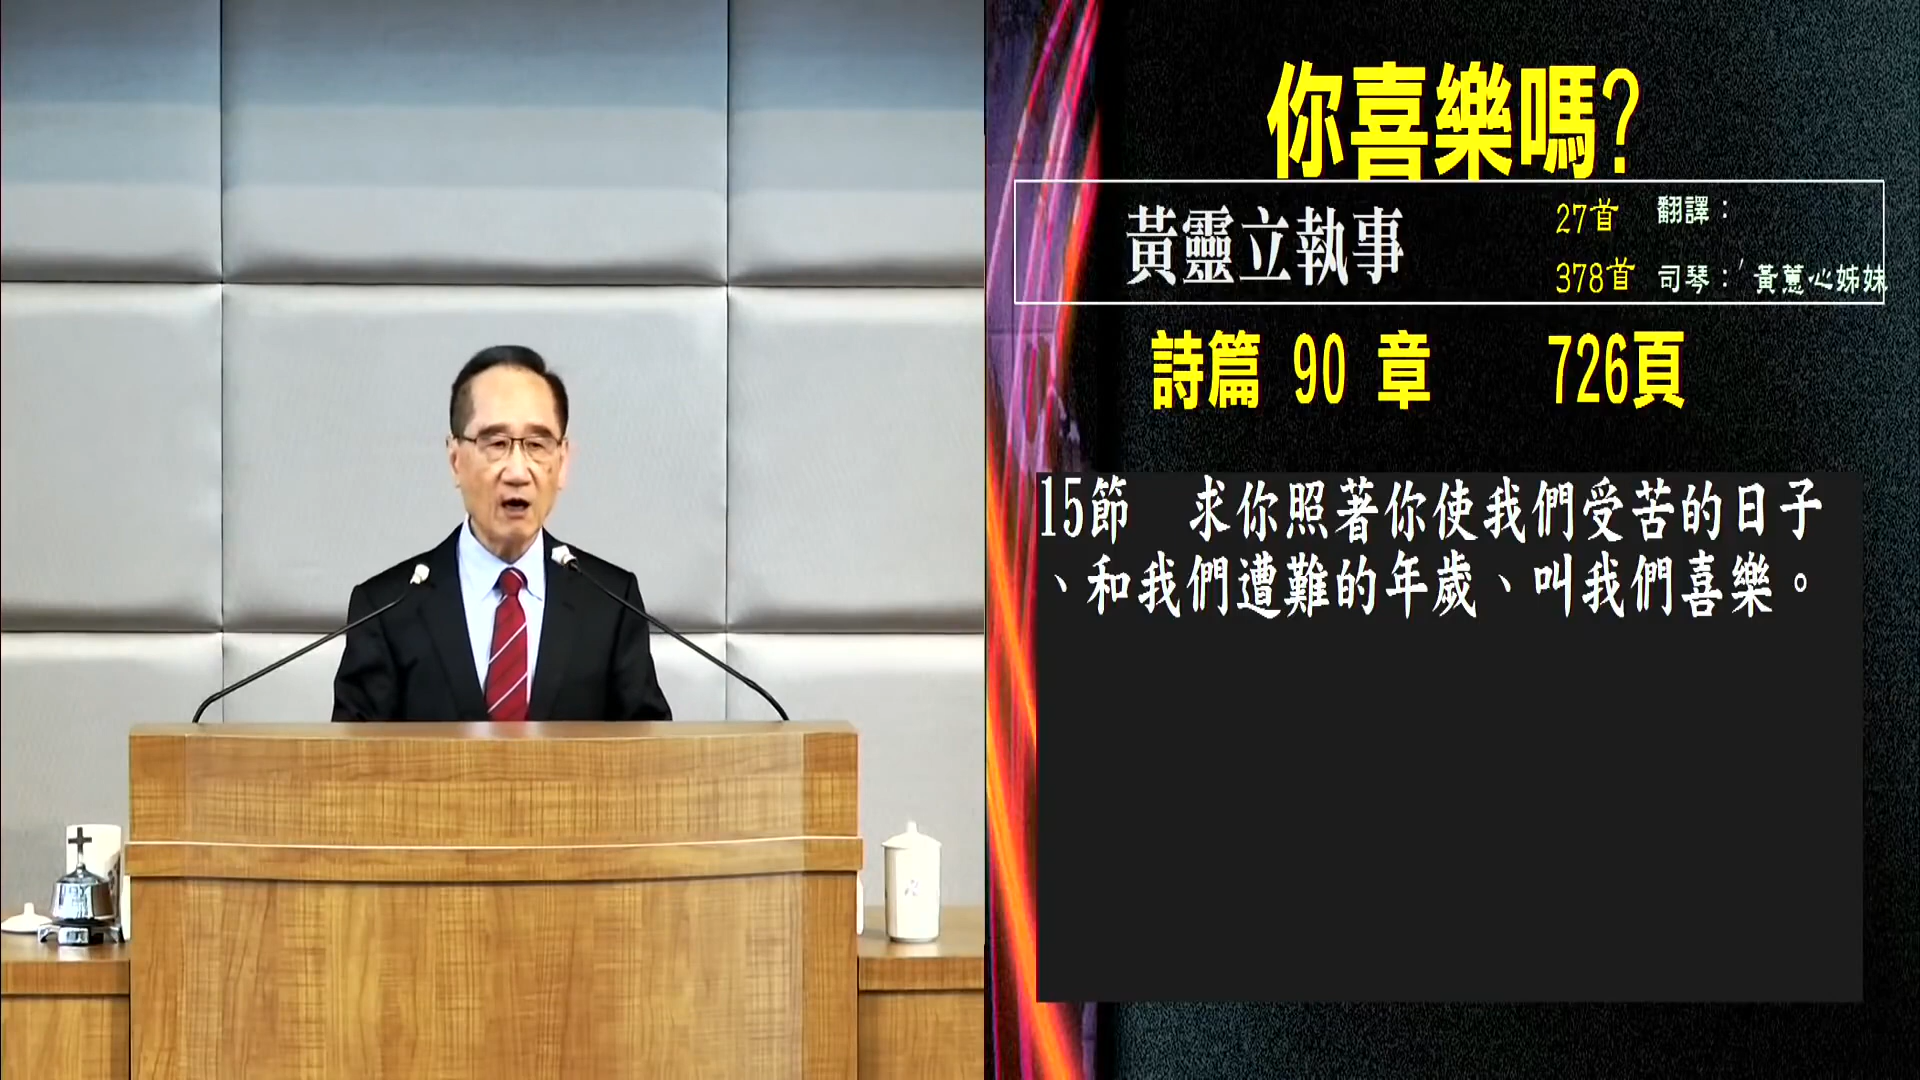 你喜樂嗎?
黃靈立執事
27首
翻譯：
378首
司琴：'黃蕙心姊妹
詩篇 90 章 726頁
15節 求你照著你使我們受苦的日子
、和我們遭難的年歲、叫我們喜樂。